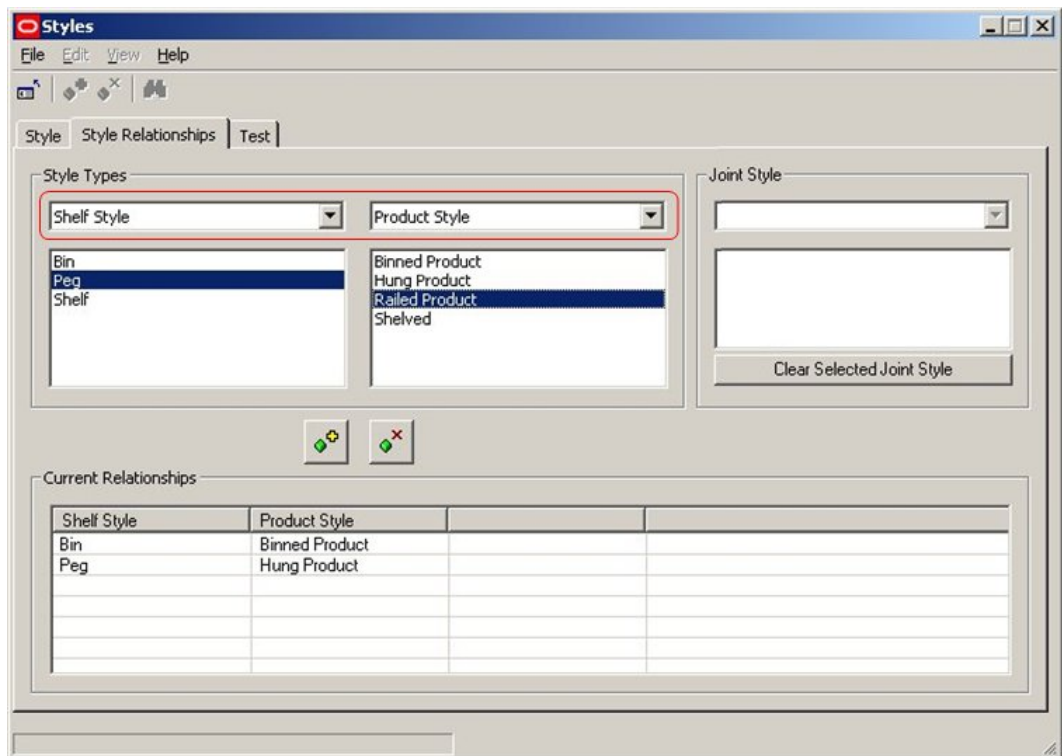 Styles
File Edit View Help
Style Style Relationships Test
Style Types
Joint Style
Shelf Style Product Style
Bin
Peg
Shelf
Binned Product
Hung Product
Railed Product
Shelved
Clear Selected Joint Style
Current Relationships
Shelf Style Product Style
Bin Binned Product
Peg Hung Product